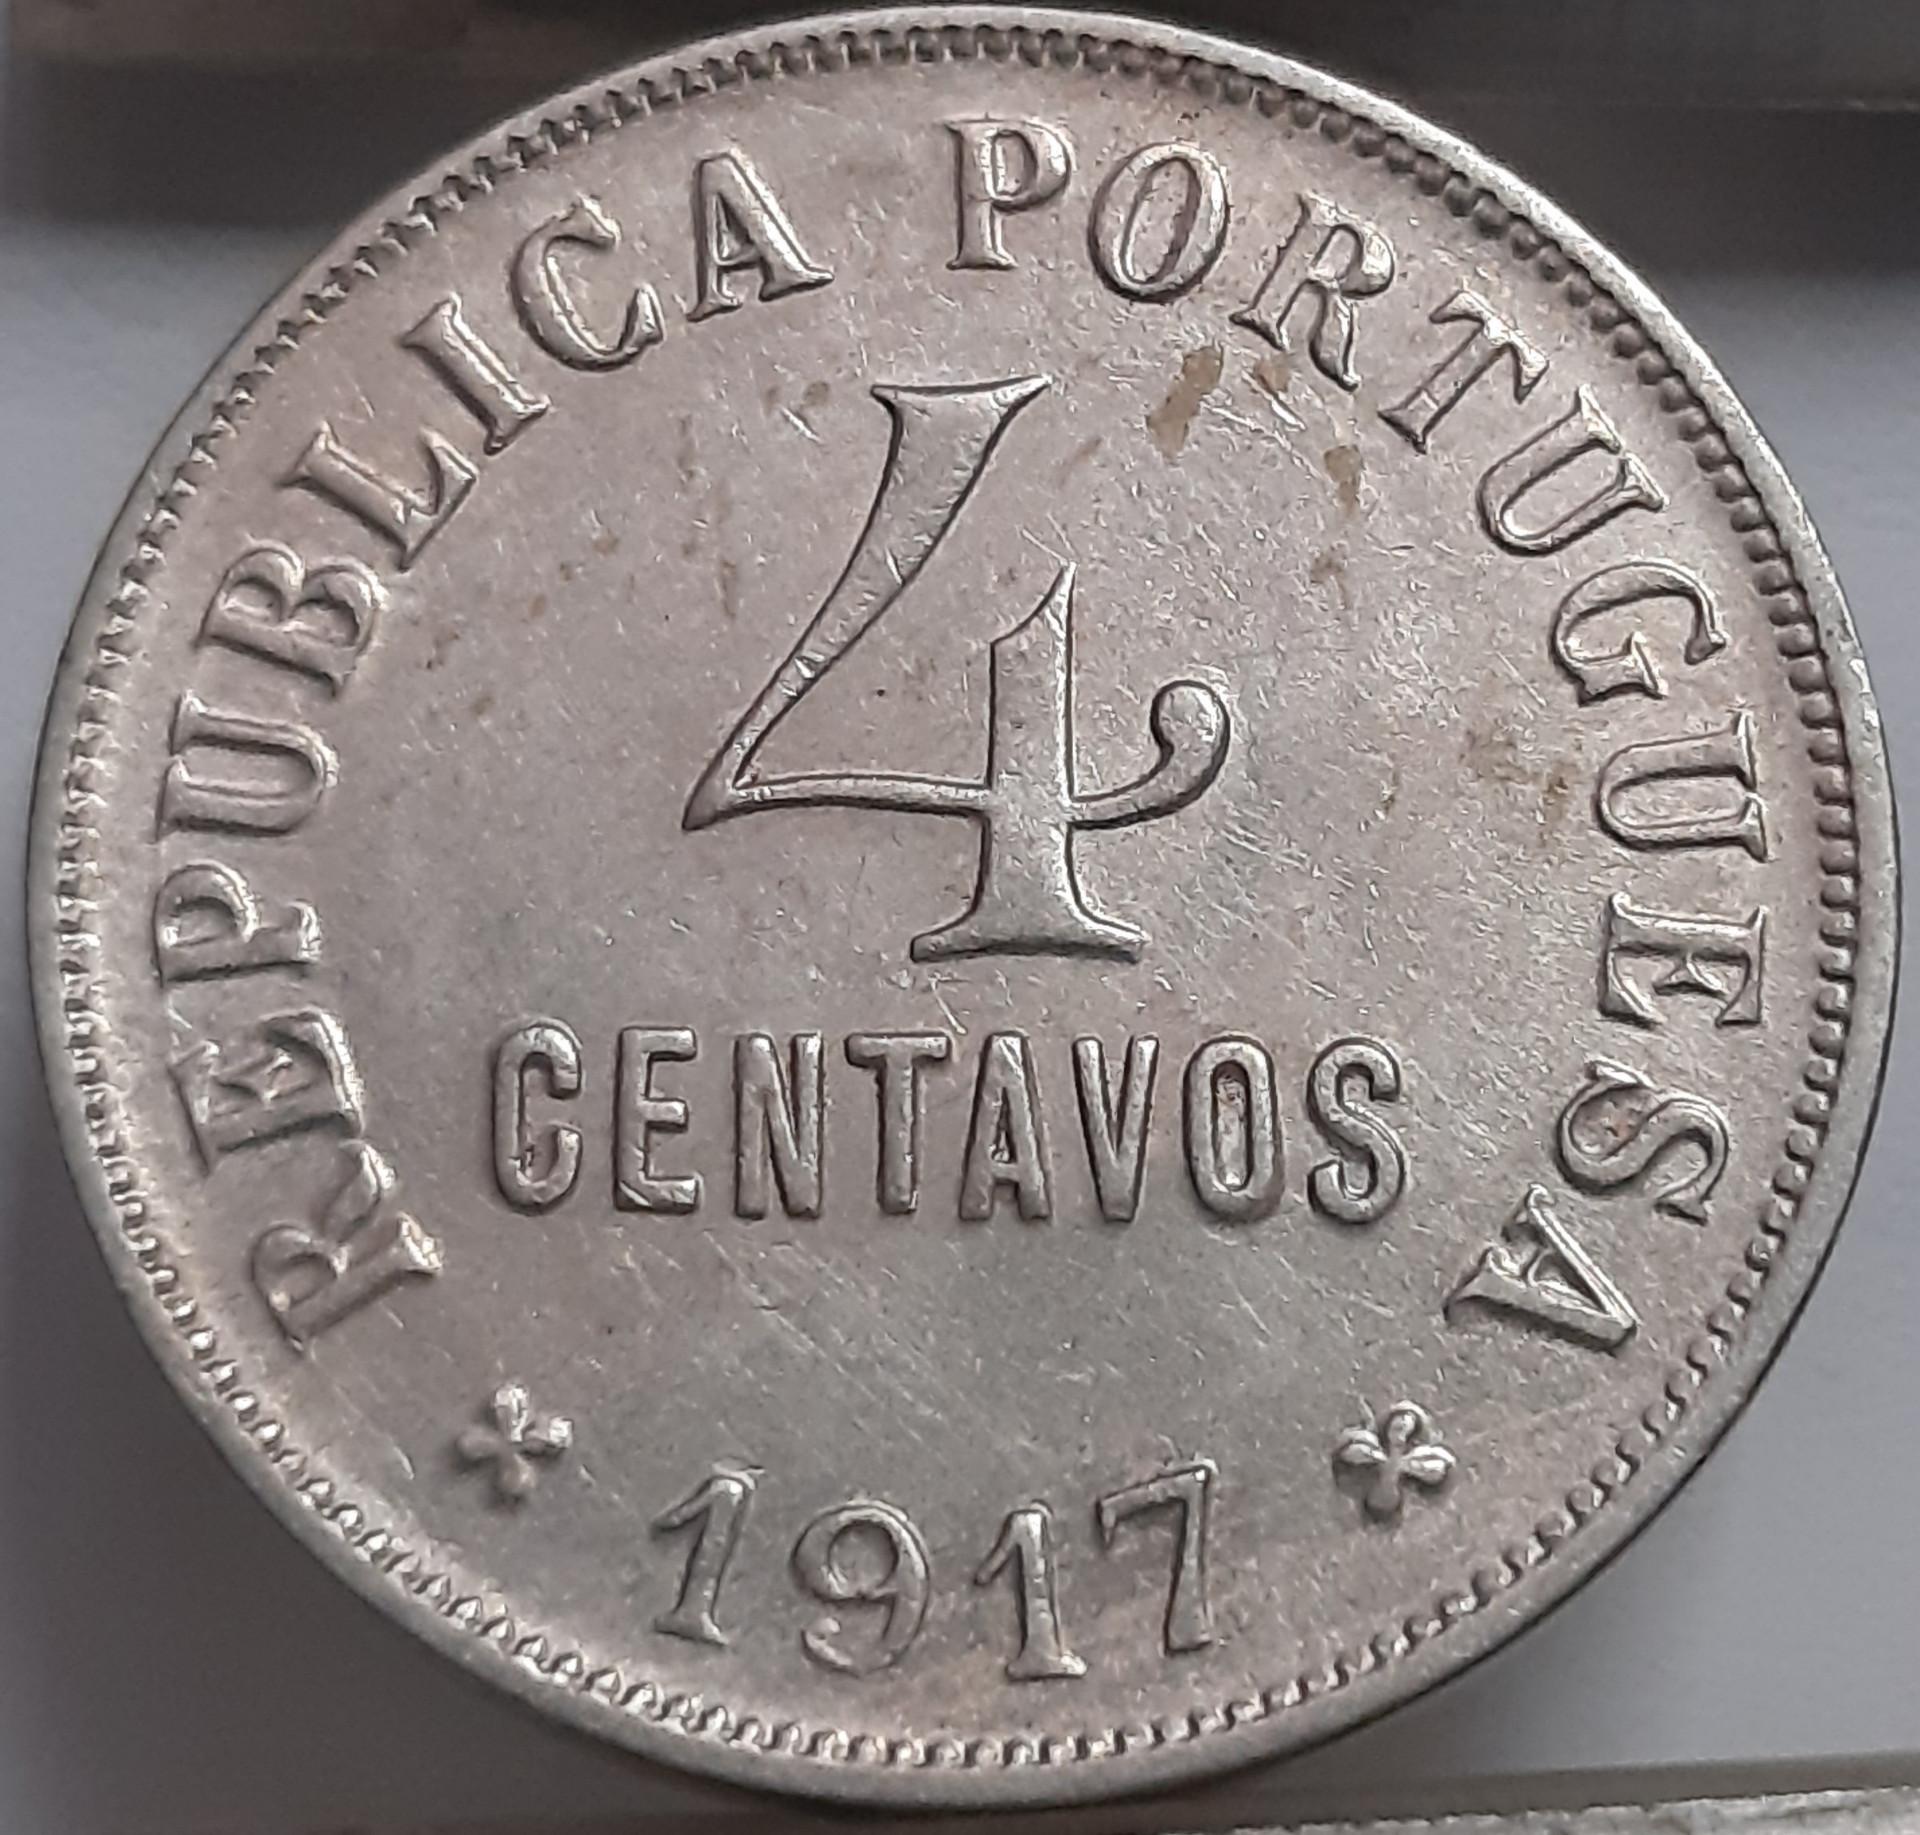 REPUBLICA PORTUGUESA
4
CENTAVOS
1917